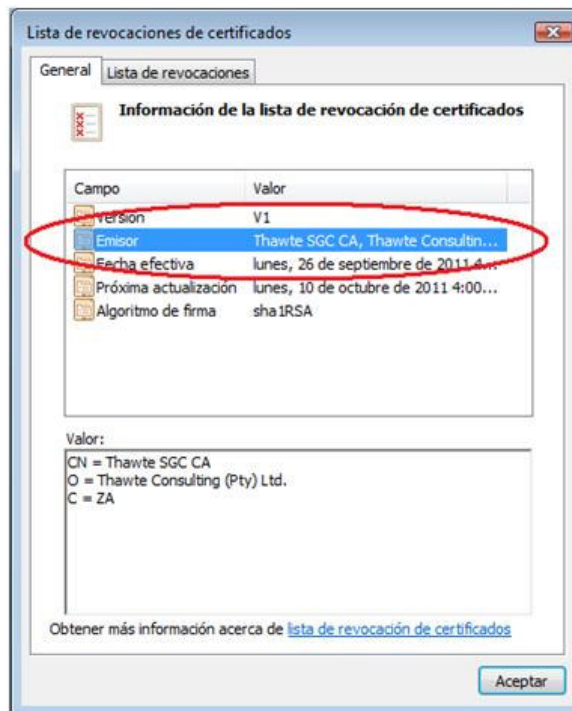 Lista de revocaciones de certificados
General Lista de revocaciones
Información de la lista de revocación de certificados
Campo Valor
Versión V1
Emisor Thawte SGC CA, Thawte Consultin...
Fecha efectiva lunes, 26 de septiembre de 2011 4...
Próxima actualización lunes, 10 de octubre de 2011 4:00...
Algoritmo de firma sha1RSA
Valor:
CN = Thawte SGC CA
O = Thawte Consulting (Pty) Ltd.
C = ZA
Obtener más información acerca de lista de revocación de certificados
Aceptar